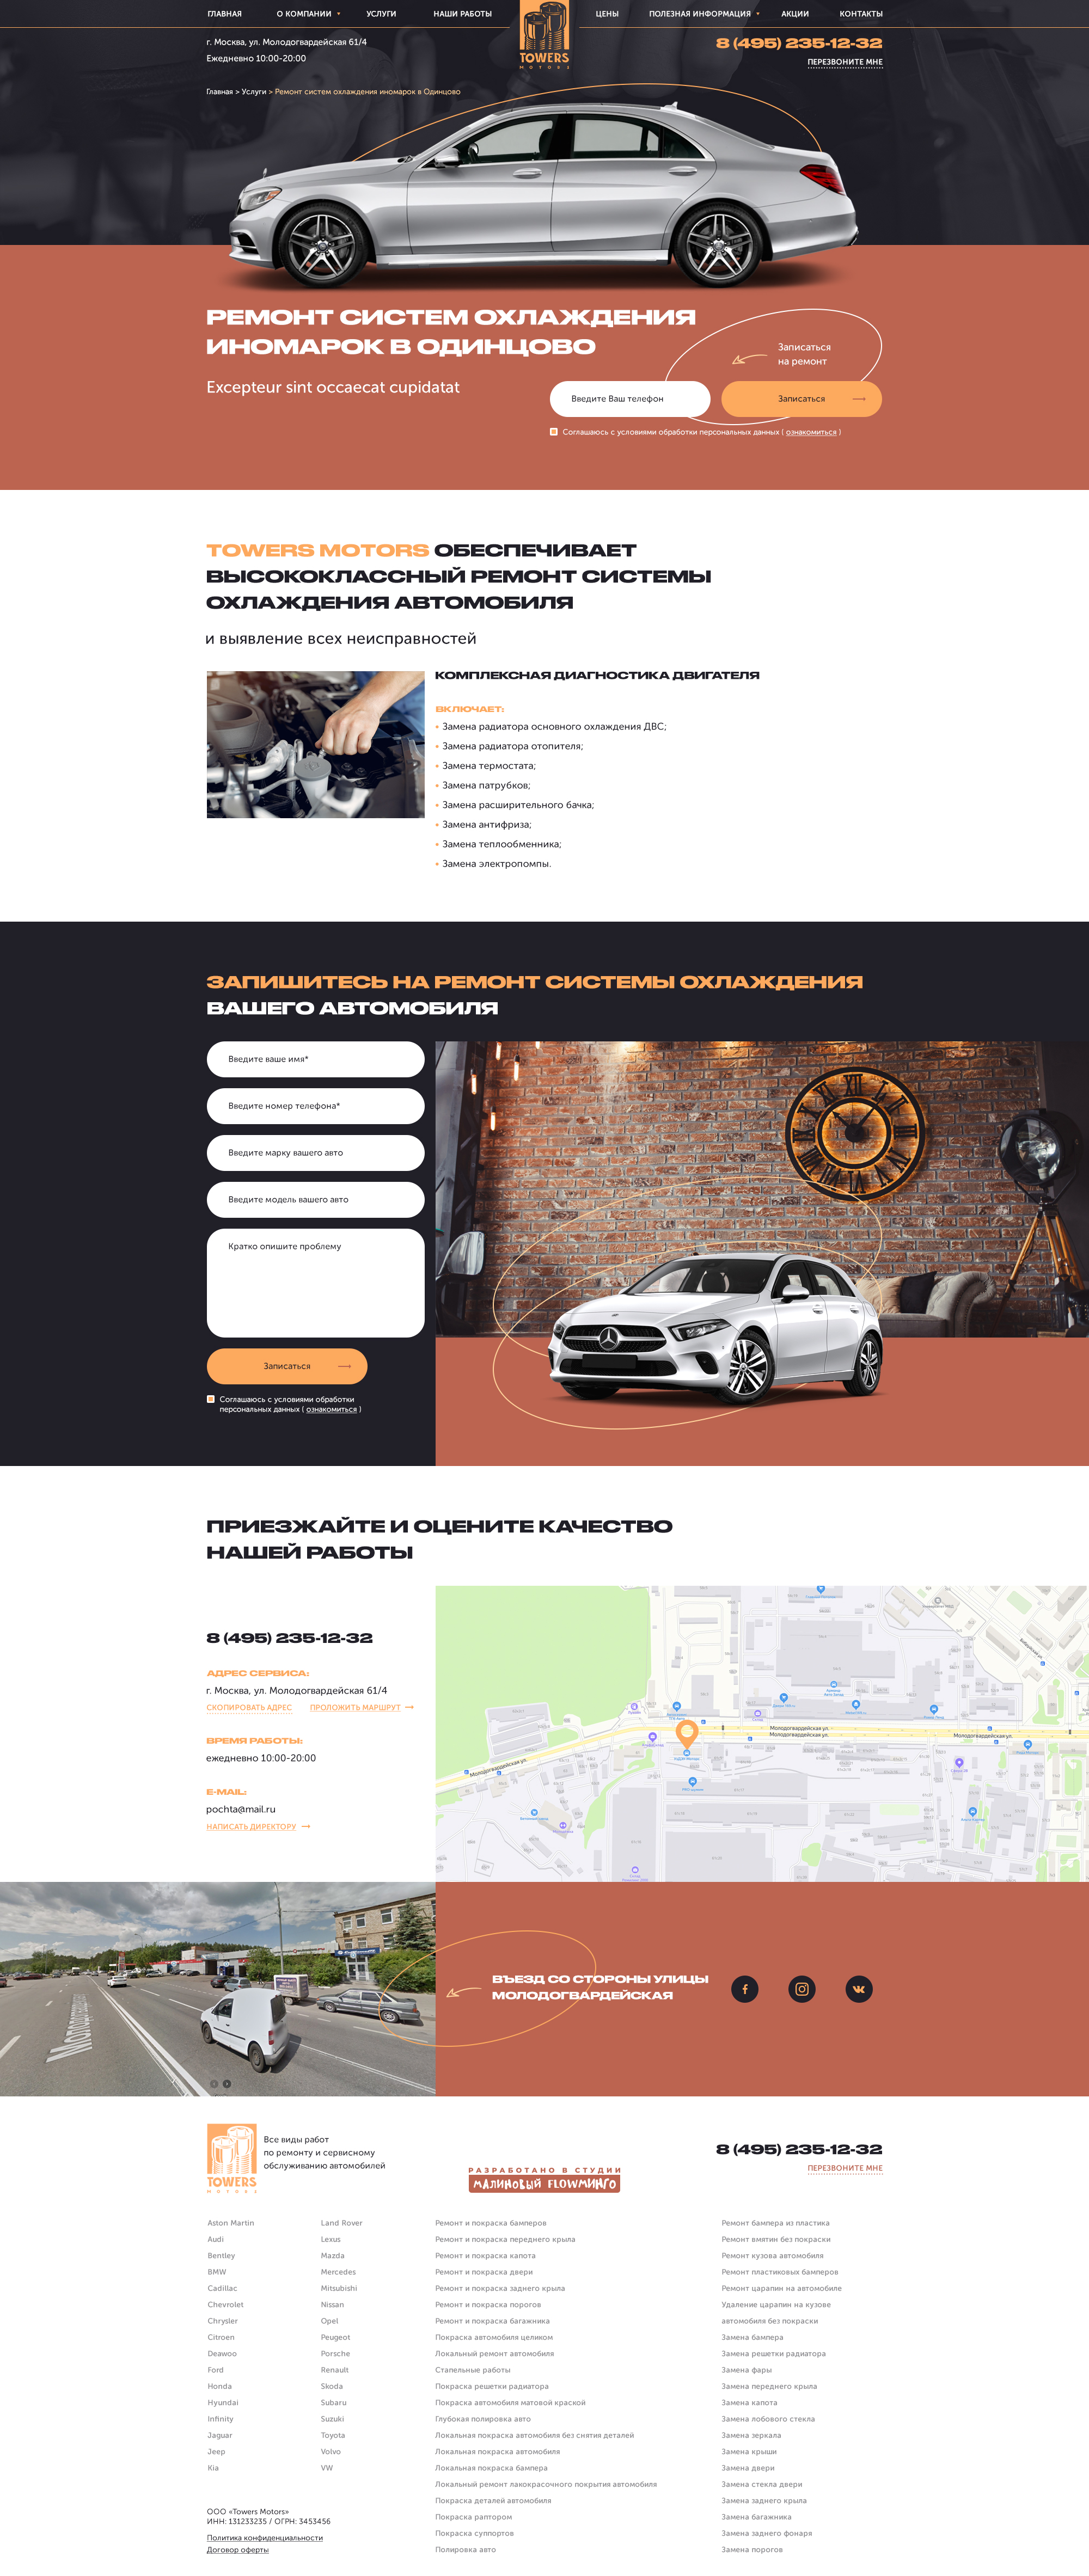 ГЛАВНАЯ
О КОМПАНИИ
УСЛУГИ
НАШИ РАБОТЫ
TOWERS
MOTORS
ЦЕНЫ
ПОЛЕЗНАЯ ИНФОРМАЦИЯ
АКЦИИ
КОНТАКТЫ
г. Москва, ул. Молодогвардейская 61/4
Ежедневно 10:00-20:00
8 (495) 235-12-32
ПЕРЕЗВОНИТЕ МНЕ
Главная > Услуги > Ремонт систем охлаждения иномарок в Одинцово
РЕМОНТ СИСТЕМ ОХЛАЖДЕНИЯ
ИНОМАРОК В ОДИНЦОВО
Excepteur sint occaecat cupidatat
Записаться
на ремонт
Введите Ваш телефон
Записаться
Соглашаюсь с условиями обработки персональных данных ( ознакомиться )
TOWERS MOTORS ОБЕСПЕЧИВАЕТ
ВЫСОКОКЛАССНЫЙ РЕМОНТ СИСТЕМЫ
ОХЛАЖДЕНИЯ АВТОМОБИЛЯ
и выявление всех неисправностей
КОМПЛЕКСНАЯ ДИАГНОСТИКА ДВИГАТЕЛЯ
ВКЛЮЧАЕТ:
Замена радиатора основного охлаждения ДВС;
Замена радиатора отопителя;
Замена термостата;
Замена патрубков;
Замена расширительного бачка;
Замена антифриза;
Замена теплообменника;
Замена электропомпы.
ЗАПИШИТЕСЬ НА РЕМОНТ СИСТЕМЫ ОХЛАЖДЕНИЯ
ВАШЕГО АВТОМОБИЛЯ
Введите ваше имя*
Введите номер телефона*
Введите марку вашего авто
Введите модель вашего авто
Кратко опишите проблему
Записаться
Соглашаюсь с условиями обработки
персональных данных ( ознакомиться )
ПРИЕЗЖАЙТЕ И ОЦЕНИТЕ КАЧЕСТВО
НАШЕЙ РАБОТЫ
8 (495) 235-12-32
АДРЕС СЕРВИСА:
г. Москва, ул. Молодогвардейская 61/4
СКОПИРОВАТЬ АДРЕС
ПРОЛОЖИТЬ МАРШРУТ
ВРЕМЯ РАБОТЫ:
ежедневно 10:00-20:00
E-MAIL:
pochta@mail.ru
НАПИСАТЬ ДИРЕКТОРУ
Молодогвардейская ул.
Молодогвардейская ул.
Молодогвардейская ул.
Молодогвардейская ул.
ВЪЕЗД СО СТОРОНЫ УЛИЦЫ
МОЛОДОГВАРДЕЙСКАЯ
TOWERS
MOTORS
Все виды работ
по ремонту и сервисному
обслуживанию автомобилей
РАЗРАБОТАНО В СТУДИИ
МАЛИНОВЫЙ FLOWМИНГО
8 (495) 235-12-32
ПЕРЕЗВОНИТЕ МНЕ
Aston Martin
Audi
Bentley
BMW
Cadillac
Chevrolet
Chrysler
Citroen
Deawoo
Ford
Honda
Hyundai
Infinity
Jaguar
Jeep
Kia
Land Rover
Lexus
Mazda
Mercedes
Mitsubishi
Nissan
Opel
Peugeot
Porsche
Renault
Skoda
Subaru
Suzuki
Toyota
Volvo
VW
Ремонт и покраска бамперов
Ремонт и покраска переднего крыла
Ремонт и покраска капота
Ремонт и покраска двери
Ремонт и покраска заднего крыла
Ремонт и покраска порогов
Ремонт и покраска багажника
Покраска автомобиля целиком
Локальный ремонт автомобиля
Стапельные работы
Покраска решетки радиатора
Покраска автомобиля матовой краской
Глубокая полировка авто
Локальная покраска автомобиля без снятия деталей
Локальная покраска автомобиля
Локальная покраска бампера
Локальный ремонт лакокрасочного покрытия автомобиля
Покраска деталей автомобиля
Покраска раптором
Покраска суппортов
Полировка авто
Ремонт бампера из пластика
Ремонт вмятин без покраски
Ремонт кузова автомобиля
Ремонт пластиковых бамперов
Ремонт царапин на автомобиле
Удаление царапин на кузове
автомобиля без покраски
Замена бампера
Замена решетки радиатора
Замена фары
Замена переднего крыла
Замена капота
Замена лобового стекла
Замена зеркала
Замена крыши
Замена двери
Замена стекла двери
Замена заднего крыла
Замена багажника
Замена заднего фонаря
Замена порогов
ООО «Towers Motors»
ИНН: 131233235 / ОГРН: 3453456
Политика конфиденциальности
Договор оферты